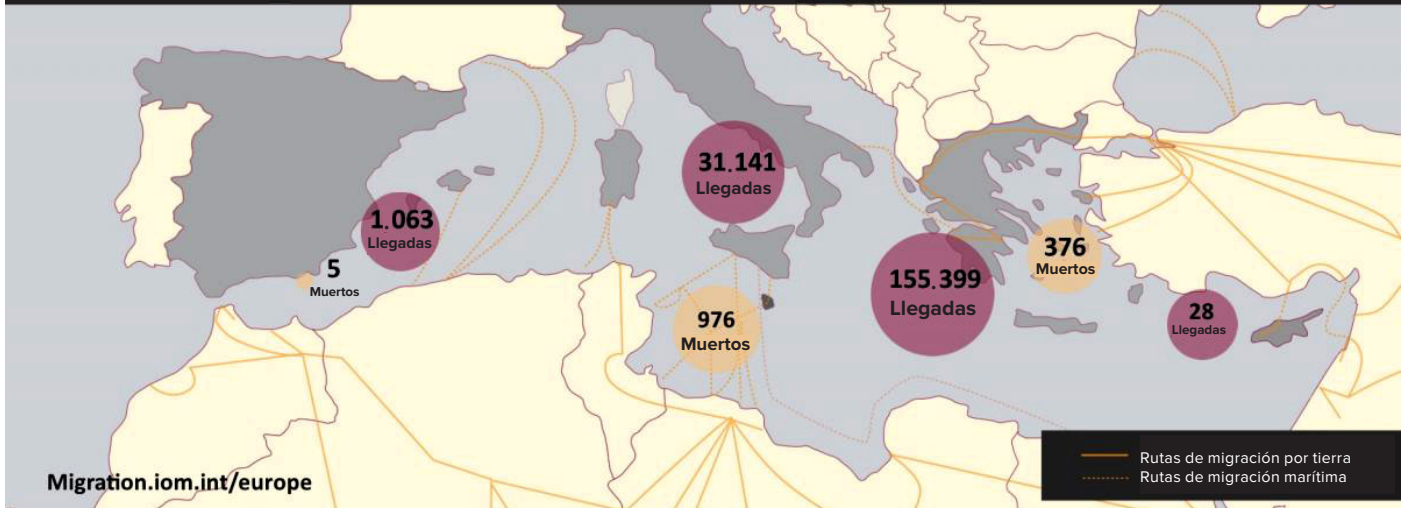 31.141
Llegadas
1.063
Llegadas
5
Muertos
376
Muertos
155.399
Llegadas
28
Llegadas
976
Muertos
Rutas de migración por tierra
Rutas de migración marítima
Migration.iom.int/europe